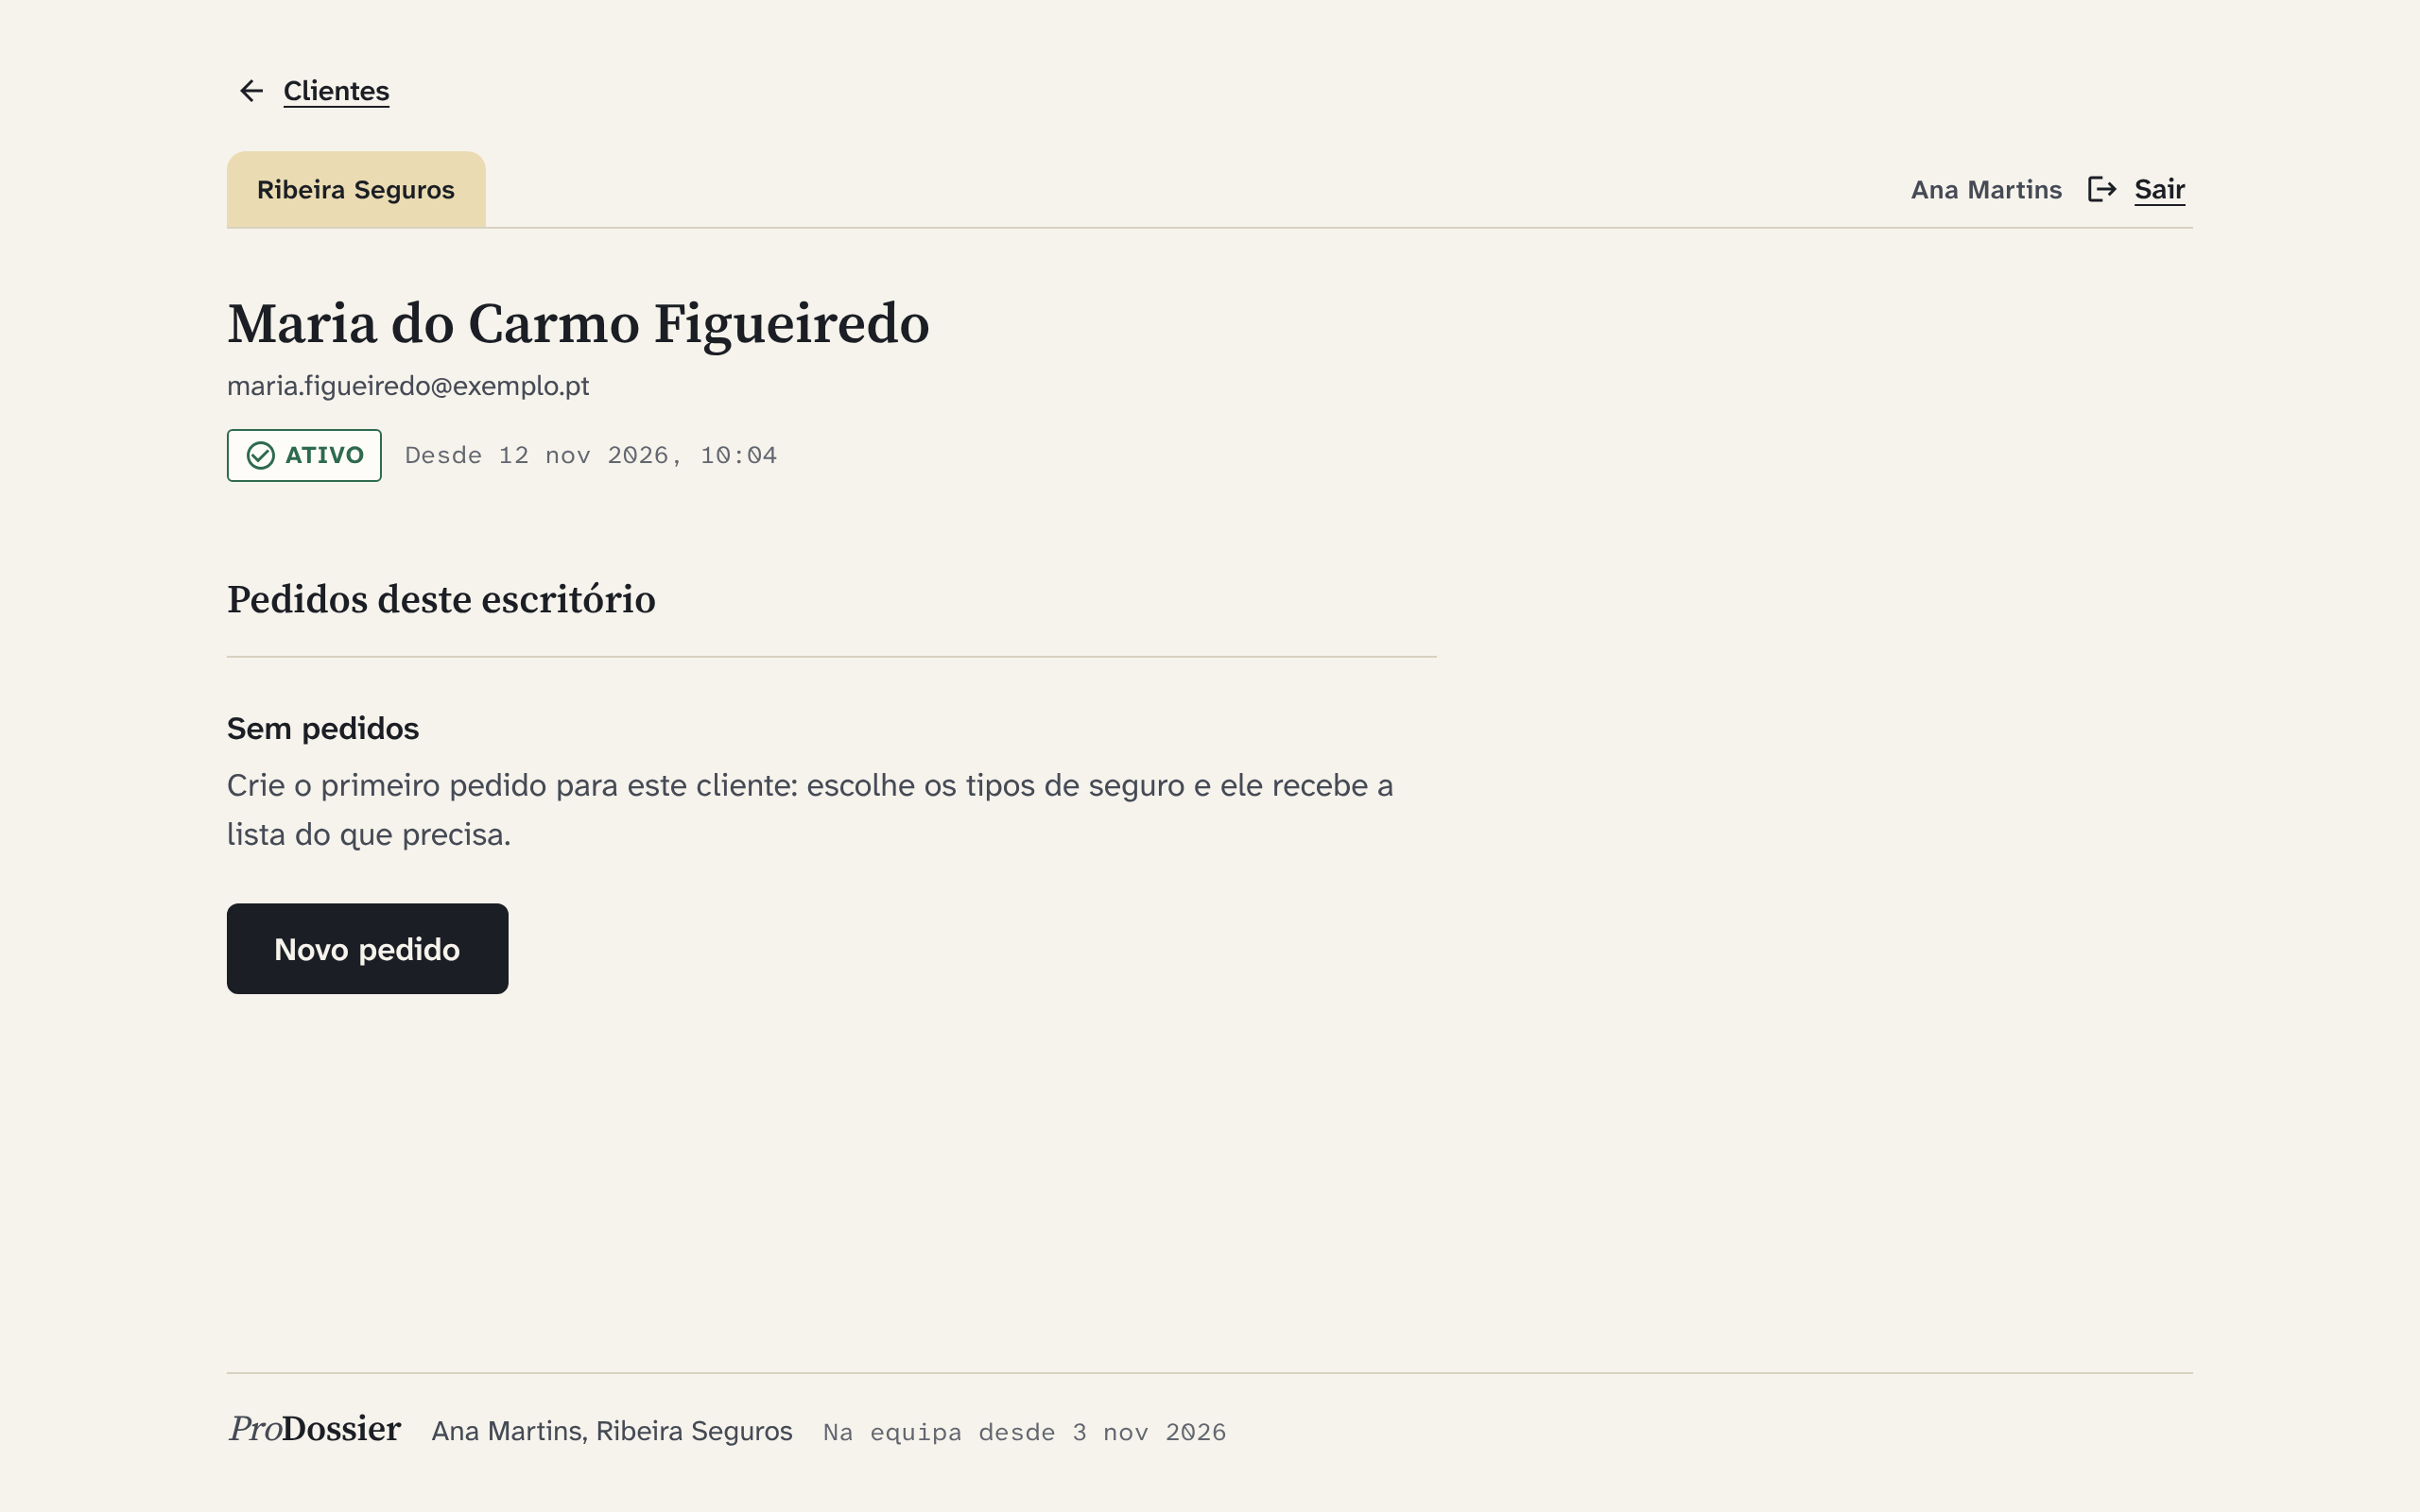 Clientes
Ribeira Seguros
Ana Martins Sair
Maria do Carmo Figueiredo
maria.figueiredo@exemplo.pt
ATIVO Desde 12 nov 2026, 10:04
Pedidos deste escritório
Sem pedidos
Crie o primeiro pedido para este cliente: escolhe os tipos de seguro e ele recebe a
lista do que precisa.
Novo pedido
ProDossier Ana Martins, Ribeira Seguros Na equipa desde 3 nov 2026